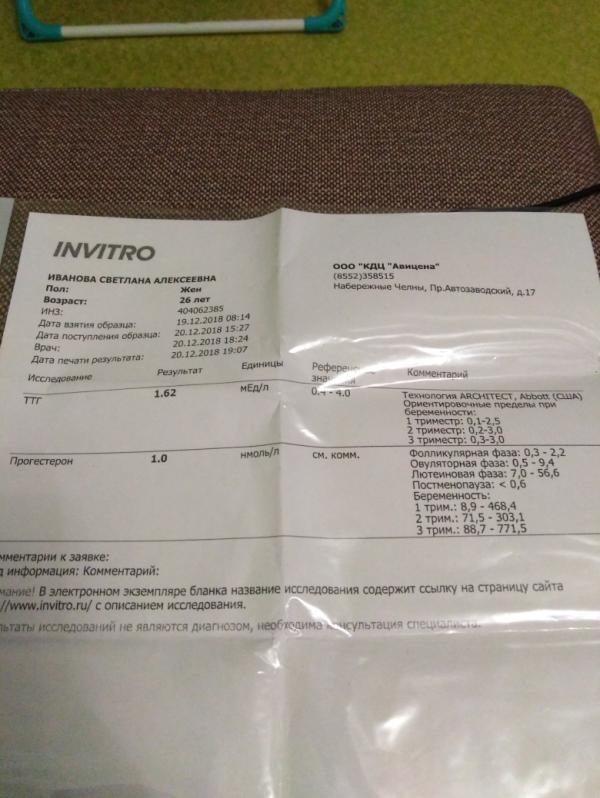 INVITRO
ООО "КДЦ "Авицена"
(8552)358515
Набережные Челны, Пр.Автозаводский, д.17
ИВАНОВА СВЕТЛАНА АЛЕКСЕЕВНА
Пол: Жен
Возраст: 26 лет
ИНЗ: 404062385
Дата взятия образца: 19.12.2018 08:14
Дата поступления образца: 20.12.2018 15:27
Врач: 20.12.2018 18:24
Дата печати результата: 20.12.2018 19:07
Исследование Результат Единицы Комментарий
ТТГ 1.62 мЕд/л 0.4 - 4.0 Технология ARCHITECT, Abbott (США)
Ориентировочные пределы при
беременности:
1 триместр: 0,1-2,5
2 триместр: 0,2-3,0
3 триместр: 0,3-3,0
Прогестерон 1.0 нмоль/л см. комм. Фолликулярная фаза: 0,3 - 2,2
Овуляторная фаза: 0,5 - 9,4
Лютеиновая фаза: 7,0 - 56,6
Постменопауза: < 0,6
Беременность:
1 трим.: 8,9 - 468,4
2 трим.: 71,5 - 303,1
3 трим.: 88,7 - 771,5
мментарии к заявке:
д информация: Комментарий:
мание! В электронном экземпляре бланка название исследования содержит ссылку на страницу сайта
//www.invitro.ru/ с описанием исследования.
льтаты исследований не являются диагнозом, необходима консультация специалиста.